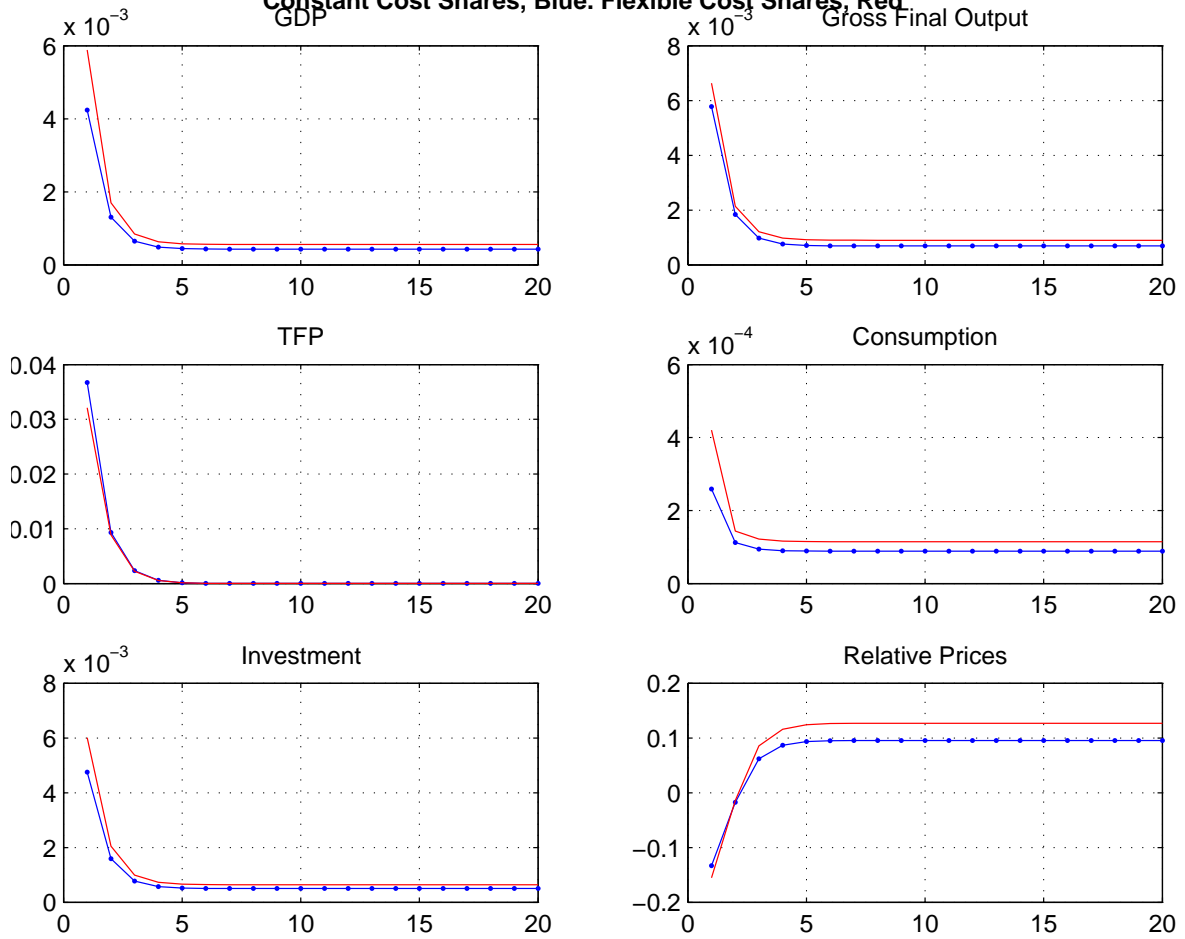 Constant Cost Shares, Blue. Flexible Cost Shares, Red
x 10⁻³
GDP
6
4
2
0
0 5 10 15 20
x 10⁻³
Gross Final Output
8
6
4
2
0
0 5 10 15 20
TFP
0.04
0.03
0.02
0.01
0
0 5 10 15 20
x 10⁻⁴
Consumption
6
4
2
0
0 5 10 15 20
x 10⁻³
Investment
8
6
4
2
0
0 5 10 15 20
Relative Prices
0.2
0.1
0
−0.1
−0.2
0 5 10 15 20